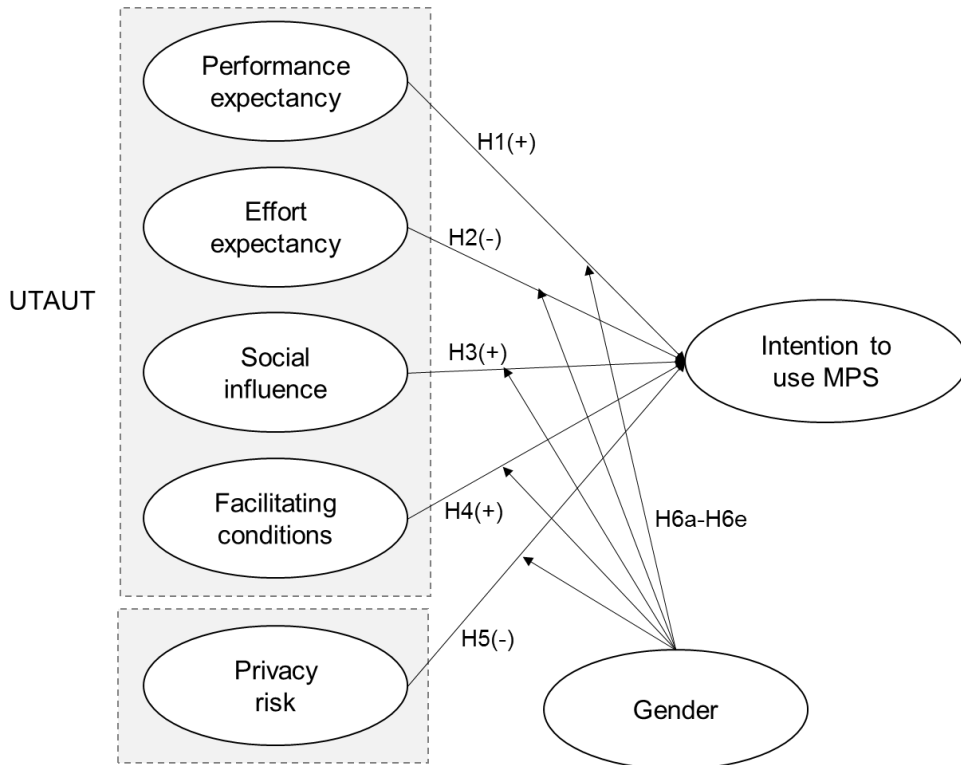 Performance
expectancy
H1(+)
Effort
expectancy
H2(-)
UTAUT
Social
influence
H3(+)
Intention to
use MPS
Facilitating
conditions
H4(+)
H6a-H6e
Privacy
risk
H5(-)
Gender